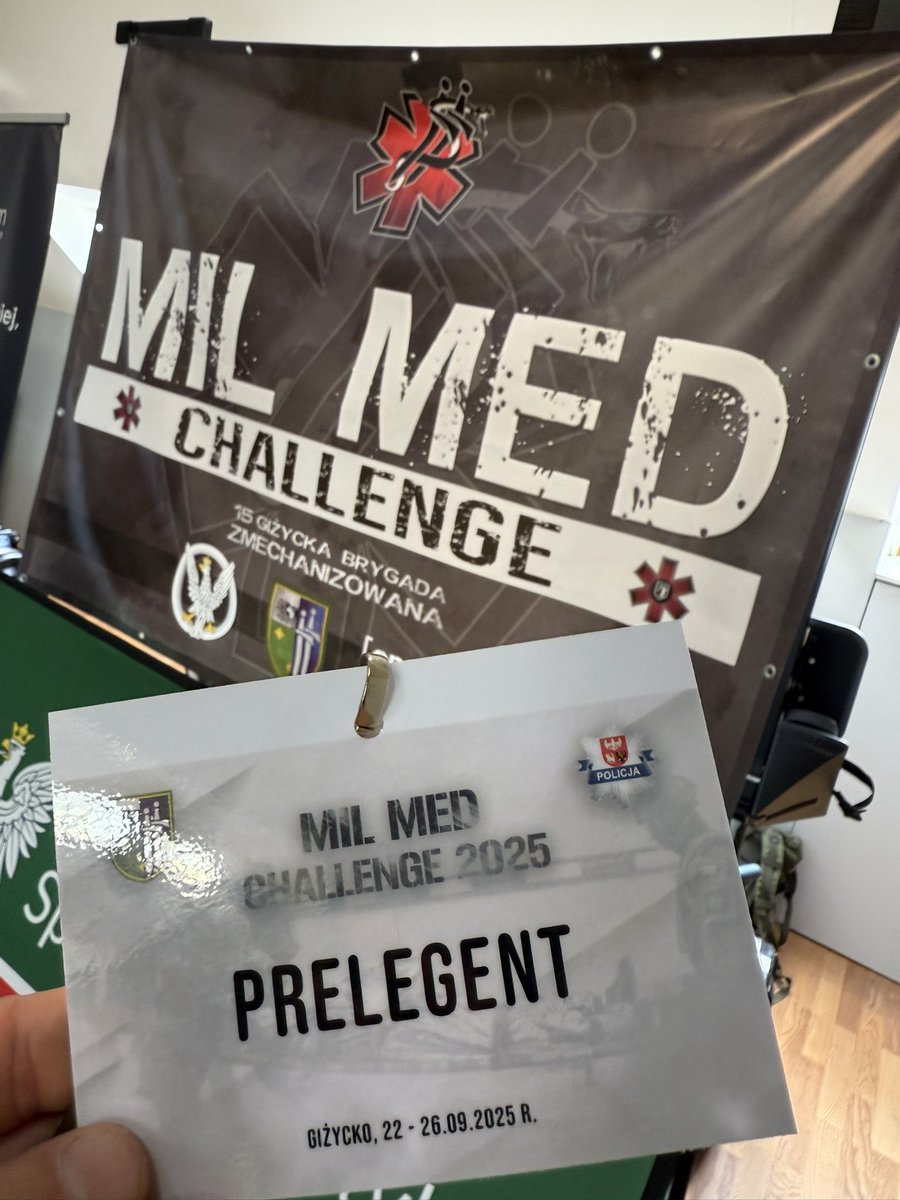 MIL MED
CHALLENGE
15 GIŻYCKA BRYGADA
ZMECHANIZOWANA
POLICJA
MIL MED
CHALLENGE 2025
PRELEGENT
GIŻYCKO, 22 - 26.09.2025 R.